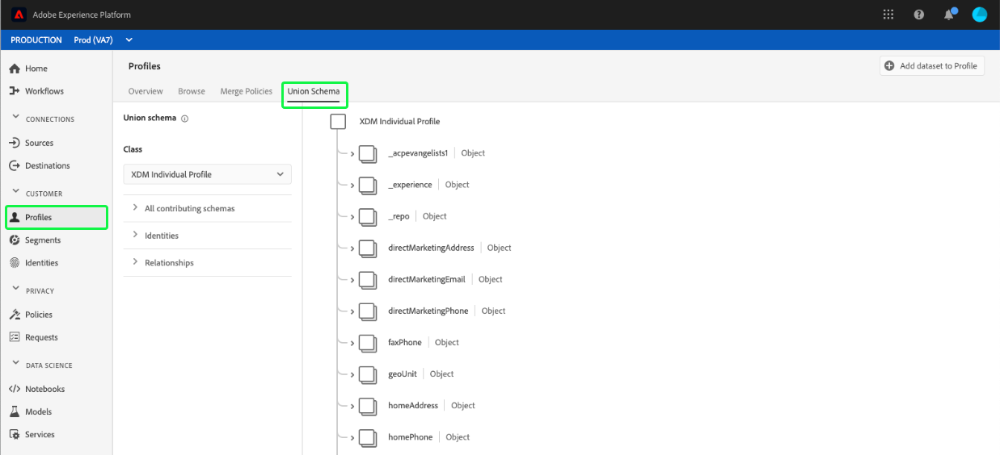 Adobe Experience Platform
PRODUCTION Prod (VA7)
Home
Workflows
CONNECTIONS
Sources
Destinations
CUSTOMER
Profiles
Segments
Identities
PRIVACY
Policies
Requests
DATA SCIENCE
Notebooks
Models
Services
Profiles
Add dataset to Profile
Overview Browse Merge Policies Union Schema
Union schema
Class
XDM Individual Profile
All contributing schemas
Identities
Relationships
XDM Individual Profile
_acpevangelists1 Object
_experience Object
_repo Object
directMarketingAddress Object
directMarketingEmail Object
directMarketingPhone Object
faxPhone Object
geoUnit Object
homeAddress Object
homePhone Object